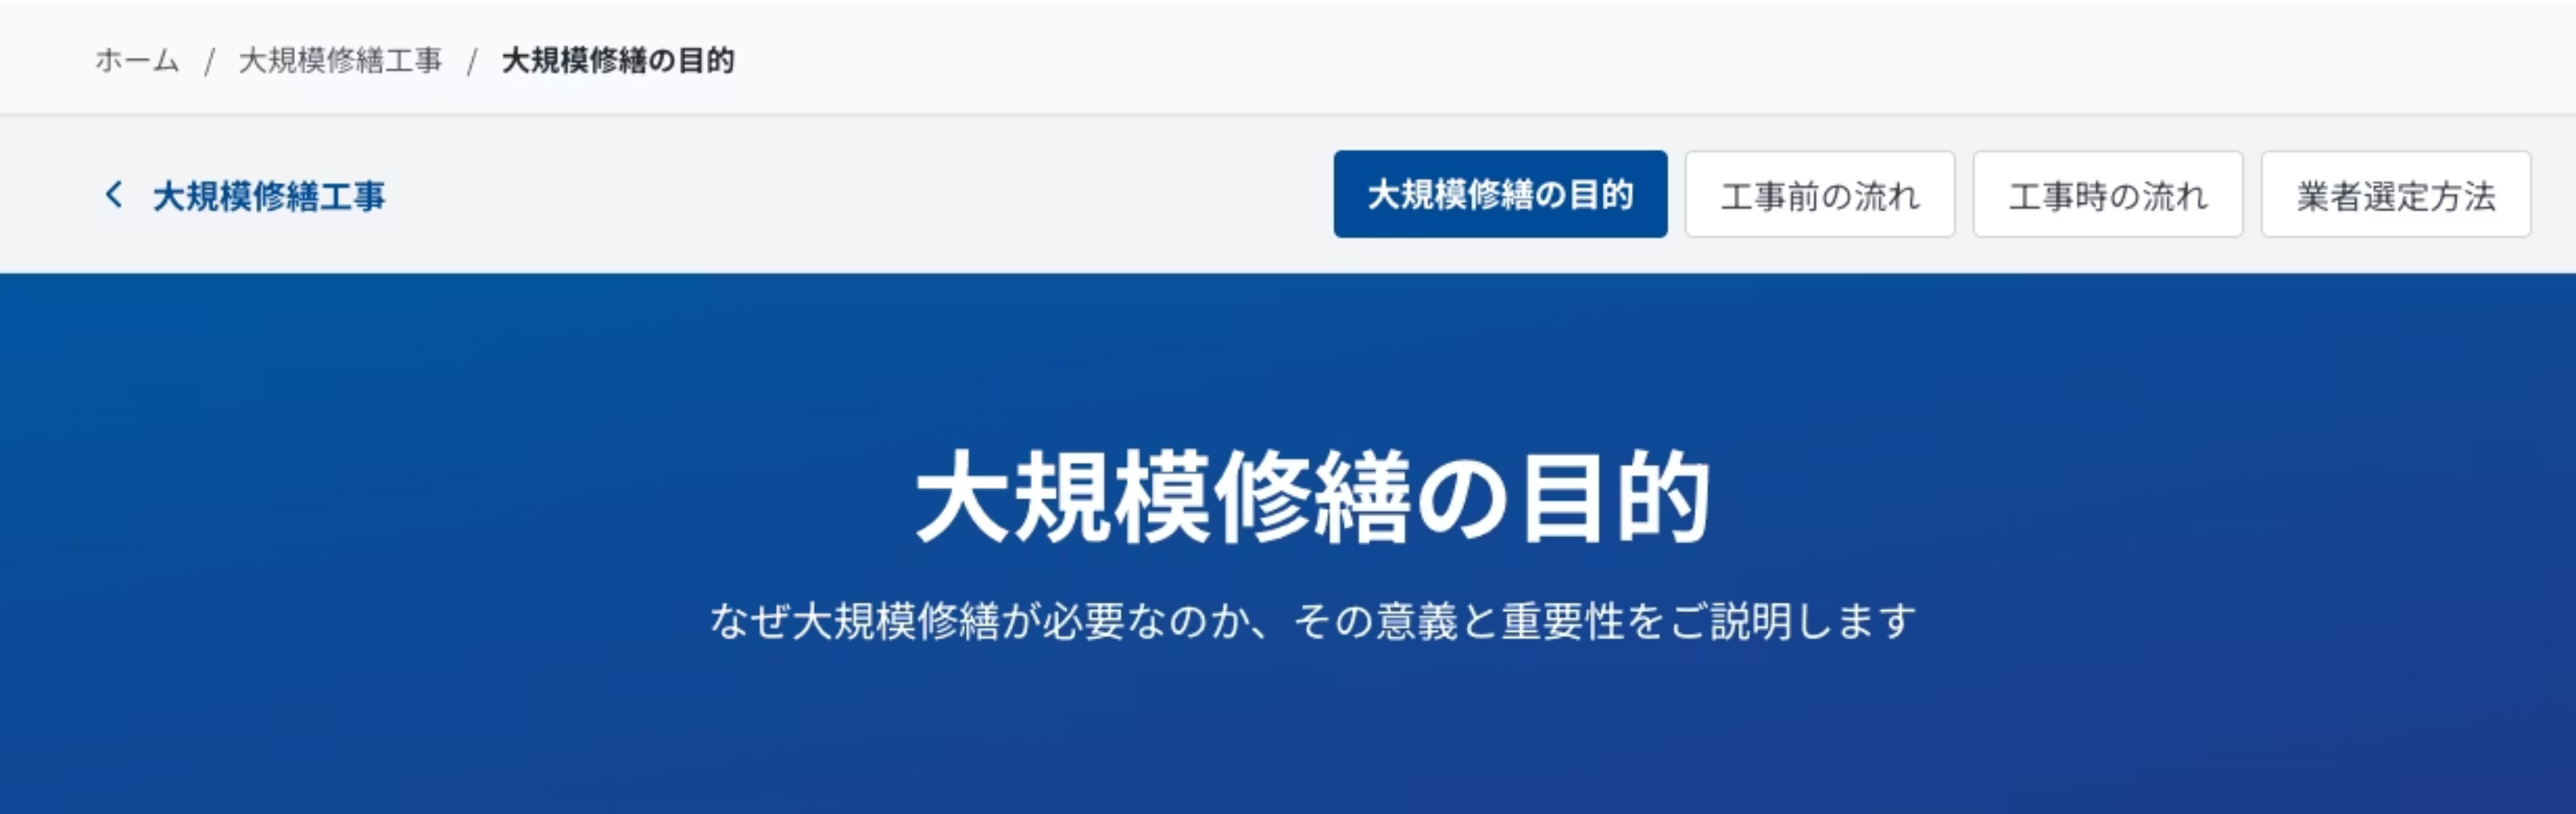 ホーム / 大規模修繕工事 / 大規模修繕の目的
大規模修繕工事
大規模修繕の目的
工事前の流れ
工事時の流れ
業者選定方法
大規模修繕の目的
なぜ大規模修繕が必要なのか、その意義と重要性をご説明します